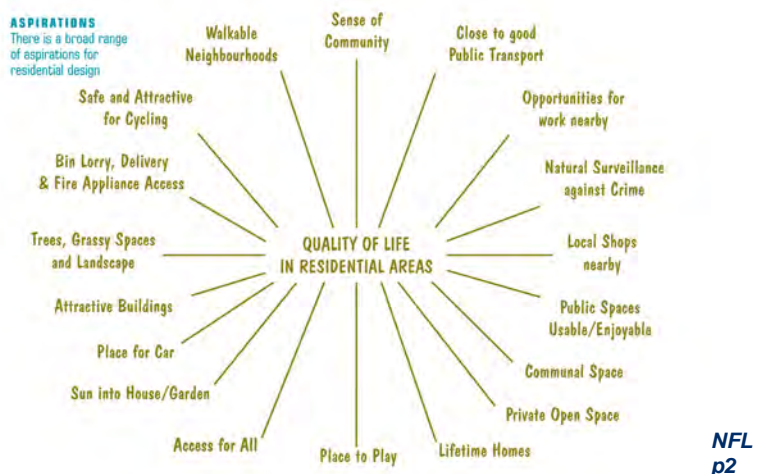 ASPIRATIONS
There is a broad range
of aspirations for
residential design
Sense of
Community
Close to good
Public Transport
Opportunities for
work nearby
Natural Surveillance
against Crime
Local Shops
nearby
Public Spaces
Usable/Enjoyable
Communal Space
Private Open Space
Lifetime Homes
Place to Play
Access for All
Sun into House/Garden
Place for Car
Attractive Buildings
Trees, Grassy Spaces
and Landscape
Bin Lorry, Delivery
& Fire Appliance Access
Safe and Attractive
for Cycling
Walkable
Neighbourhoods
QUALITY OF LIFE
IN RESIDENTIAL AREAS
NFL
p2